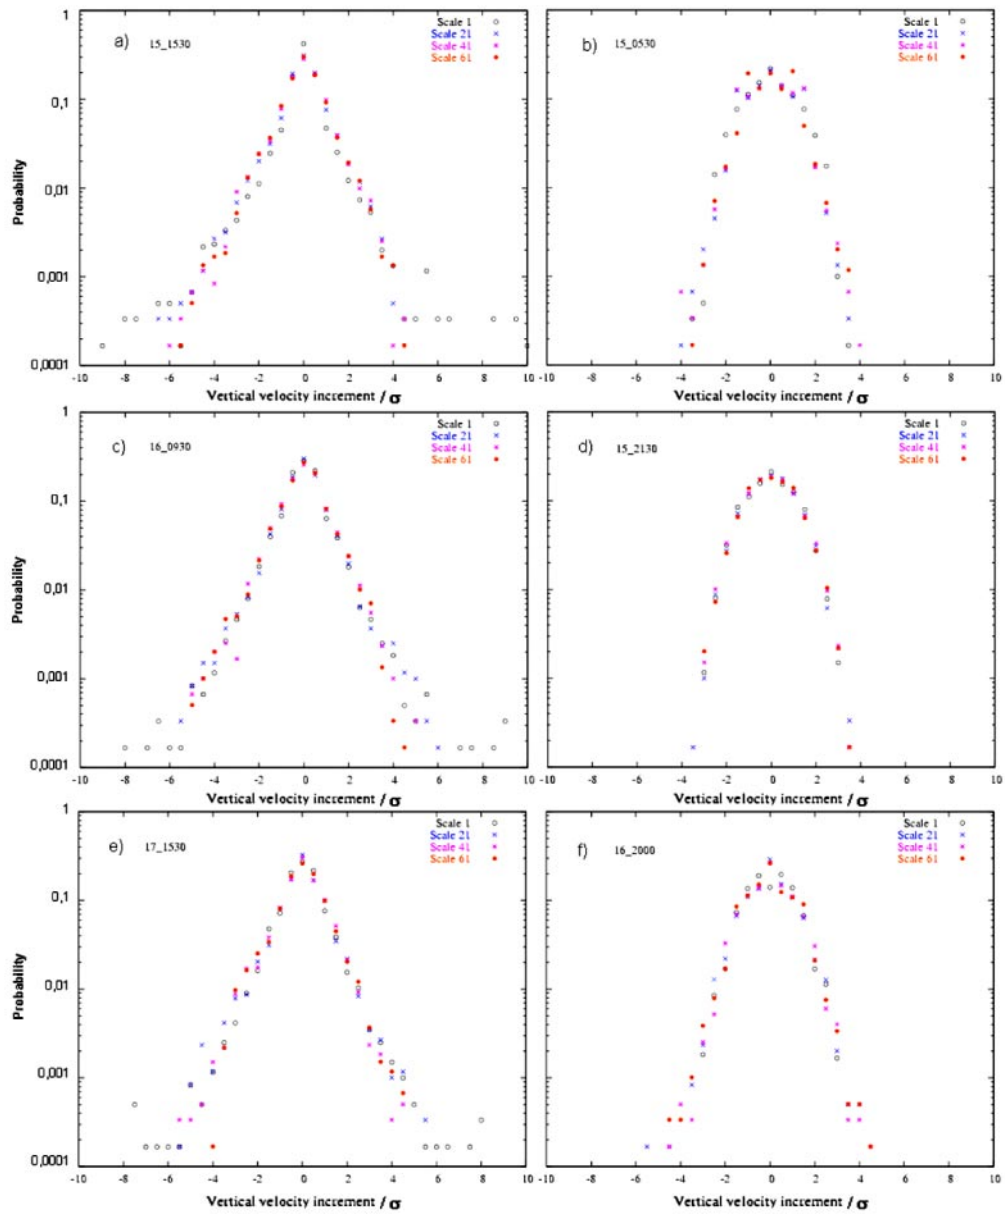 a) 15_1530
Scale 1
Scale 21
Scale 41
Scale 61
1
0,1
0,01
0,001
0,0001
Probability
-10 -8 -6 -4 -2 0 2 4 6 8 10
Vertical velocity increment / σ
b) 15_0530
Scale 1
Scale 21
Scale 41
Scale 61
-10 -8 -6 -4 -2 0 2 4 6 8 10
Vertical velocity increment / σ
c) 16_0930
Scale 1
Scale 21
Scale 41
Scale 61
1
0,1
0,01
0,001
0,0001
Probability
-10 -8 -6 -4 -2 0 2 4 6 8 10
Vertical velocity increment / σ
d) 15_2130
Scale 1
Scale 21
Scale 41
Scale 61
-10 -8 -6 -4 -2 0 2 4 6 8 10
Vertical velocity increment / σ
e) 17_1530
Scale 1
Scale 21
Scale 41
Scale 61
1
0,1
0,01
0,001
0,0001
Probability
-10 -8 -6 -4 -2 0 2 4 6 8 10
Vertical velocity increment / σ
f) 16_2000
Scale 1
Scale 21
Scale 41
Scale 61
-10 -8 -6 -4 -2 0 2 4 6 8 10
Vertical velocity increment / σ